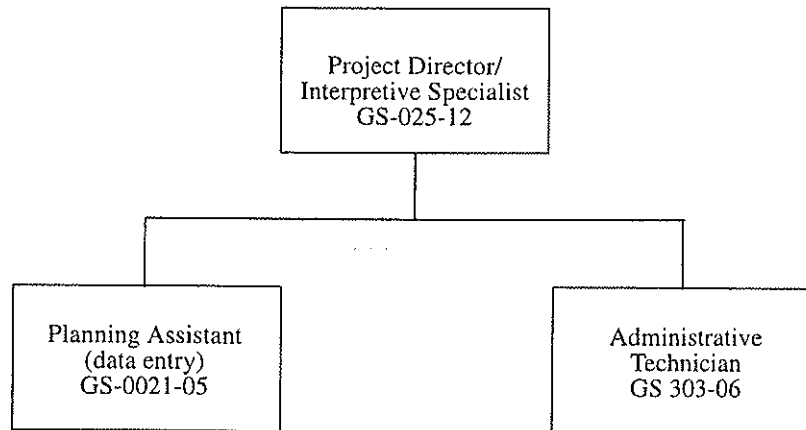 Project Director/
Interpretive Specialist
GS-025-12
Planning Assistant
(data entry)
GS-0021-05
Administrative
Technician
GS 303-06